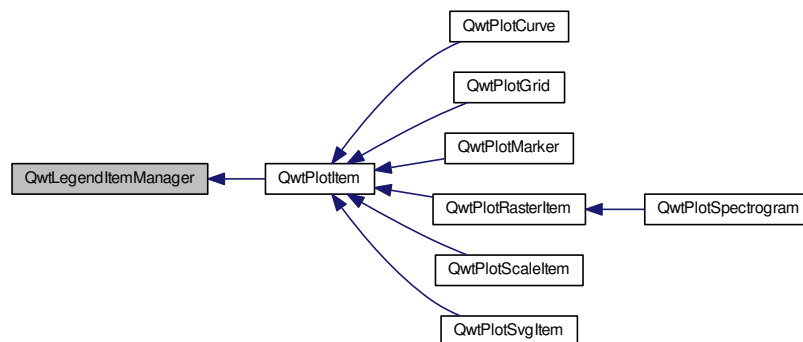 QwtPlotCurve
QwtPlotGrid
QwtPlotMarker
QwtLegendItemManager
QwtPlotItem
QwtPlotRasterItem
QwtPlotSpectrogram
QwtPlotScaleItem
QwtPlotSvgItem